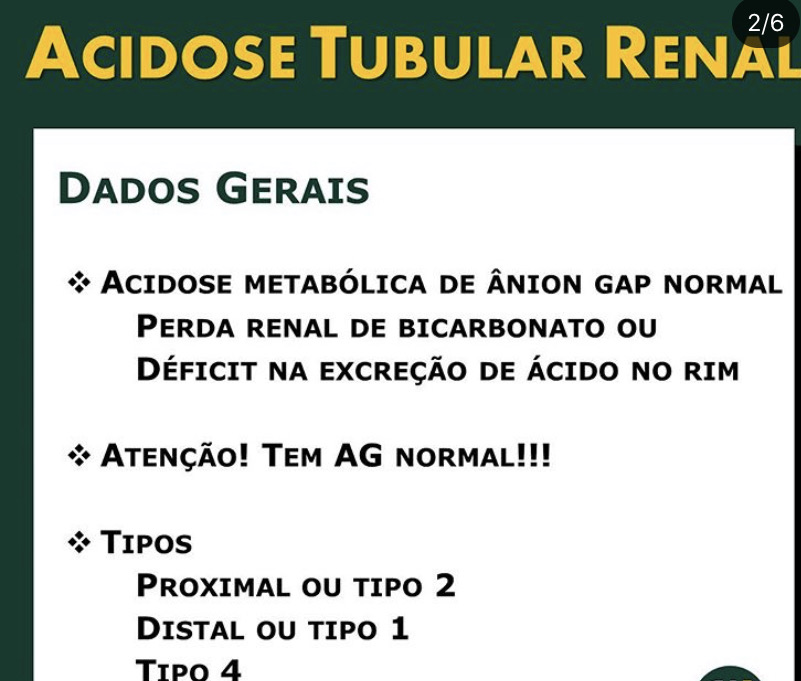 2/6
ACIDOSE TUBULAR RENAL
DADOS GERAIS
❖ ACIDOSE METABÓLICA DE ÂNION GAP NORMAL
PERDA RENAL DE BICARBONATO OU
DÉFICIT NA EXCREÇÃO DE ÁCIDO NO RIM
❖ ATENÇÃO! TEM AG NORMAL!!!
❖ TIPOS
PROXIMAL OU TIPO 2
DISTAL OU TIPO 1
TIPO 4